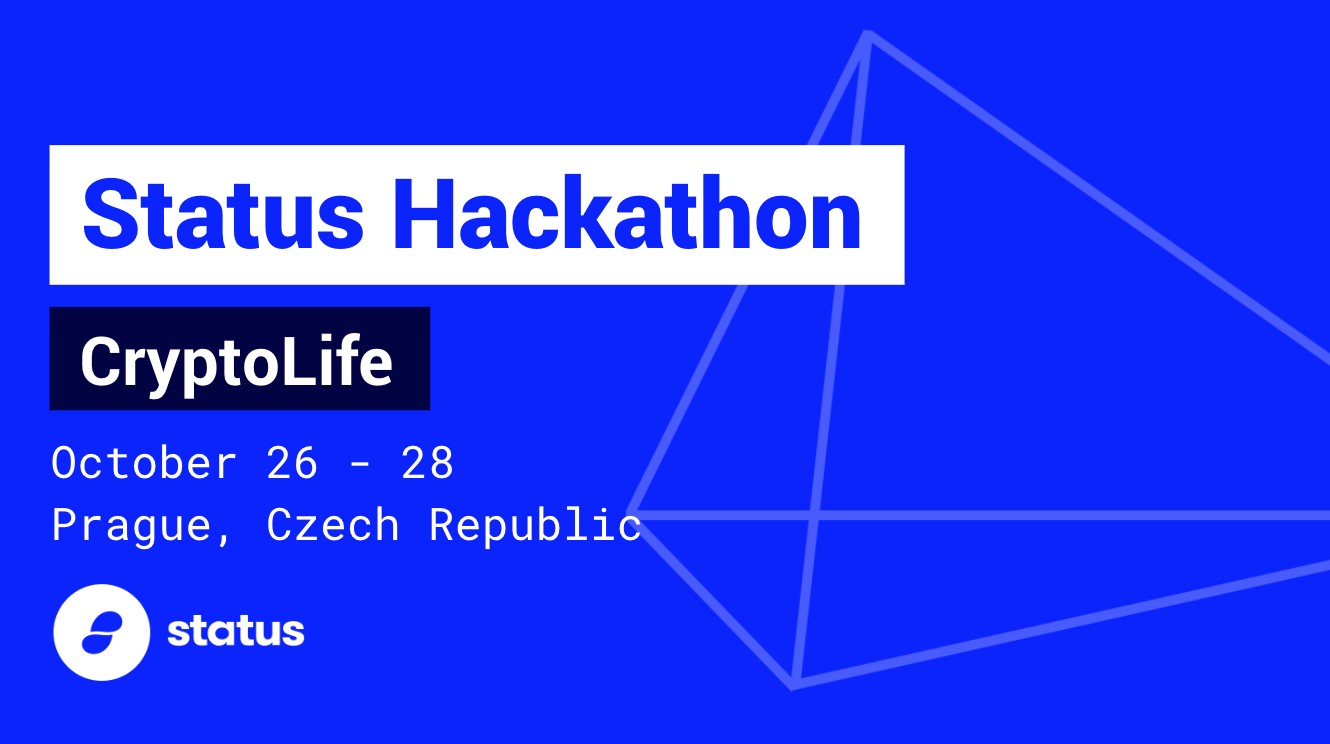 Status Hackathon
CryptoLife
October 26 - 28
Prague, Czech Republic
status